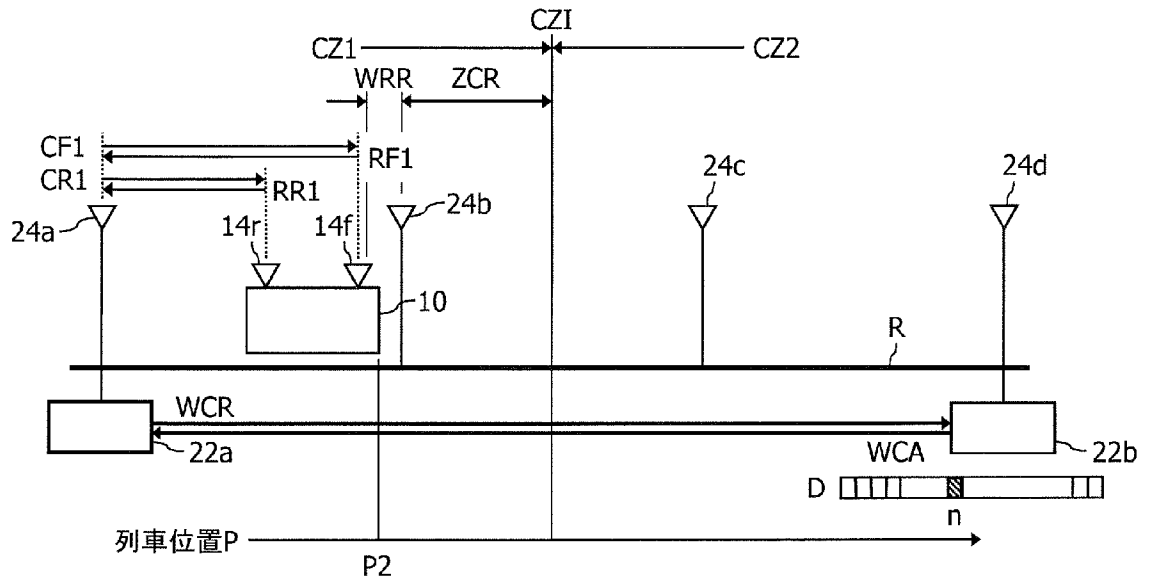 CZI
CZ1
CZ2
WRR
ZCR
CF1
RF1
CR1
RR1
24a
14r
14f
24b
24c
24d
10
R
WCR
22a
WCA
22b
D
n
列車位置P
P2